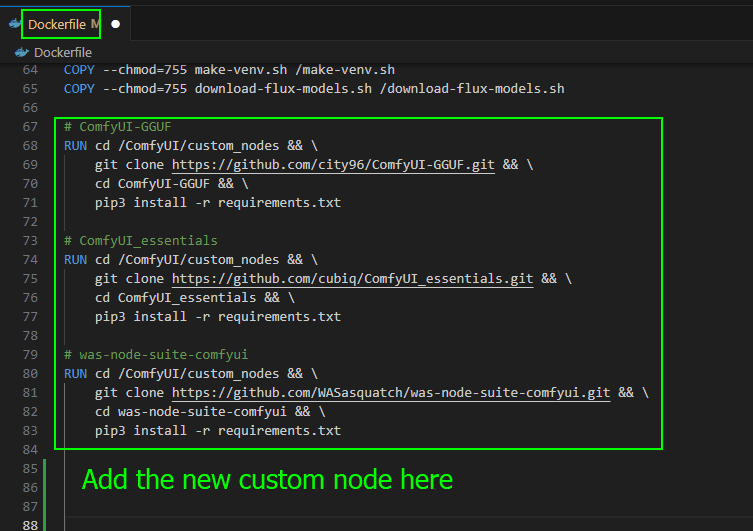 Dockerfile M
Dockerfile
64 COPY --chmod=755 make-venv.sh /make-venv.sh
65 COPY --chmod=755 download-flux-models.sh /download-flux-models.sh
66
67 # ComfyUI-GGUF
68 RUN cd /ComfyUI/custom_nodes && \
69     git clone https://github.com/city96/ComfyUI-GGUF.git && \
70     cd ComfyUI-GGUF && \
71     pip3 install -r requirements.txt
72
73 # ComfyUI_essentials
74 RUN cd /ComfyUI/custom_nodes && \
75     git clone https://github.com/cubiq/ComfyUI_essentials.git && \
76     cd ComfyUI_essentials && \
77     pip3 install -r requirements.txt
78
79 # was-node-suite-comfyui
80 RUN cd /ComfyUI/custom_nodes && \
81     git clone https://github.com/WASasquatch/was-node-suite-comfyui.git && \
82     cd was-node-suite-comfyui && \
83     pip3 install -r requirements.txt
84
85 Add the new custom node here
86
87
88